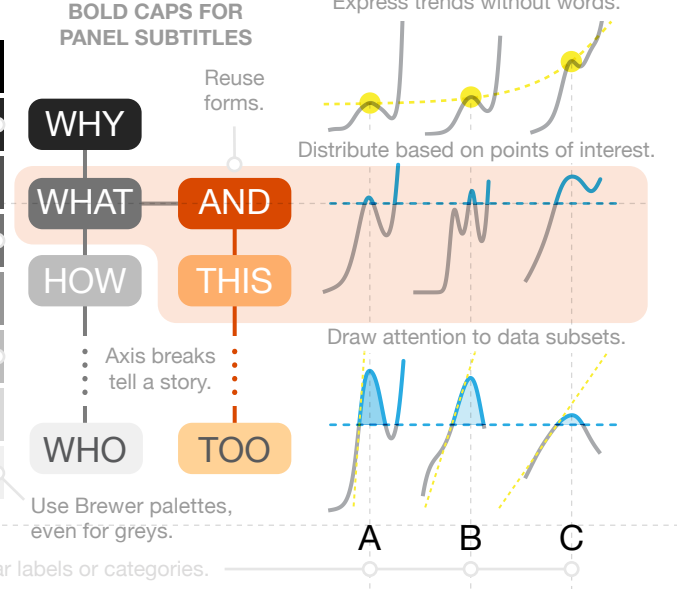 BOLD CAPS FOR
PANEL SUBTITLES
Express trends without words.
Reuse
forms.
WHY
Distribute based on points of interest.
WHAT
AND
HOW
THIS
Draw attention to data subsets.
Axis breaks
tell a story.
WHO
TOO
Use Brewer palettes,
even for greys.
A
B
C
labels or categories.